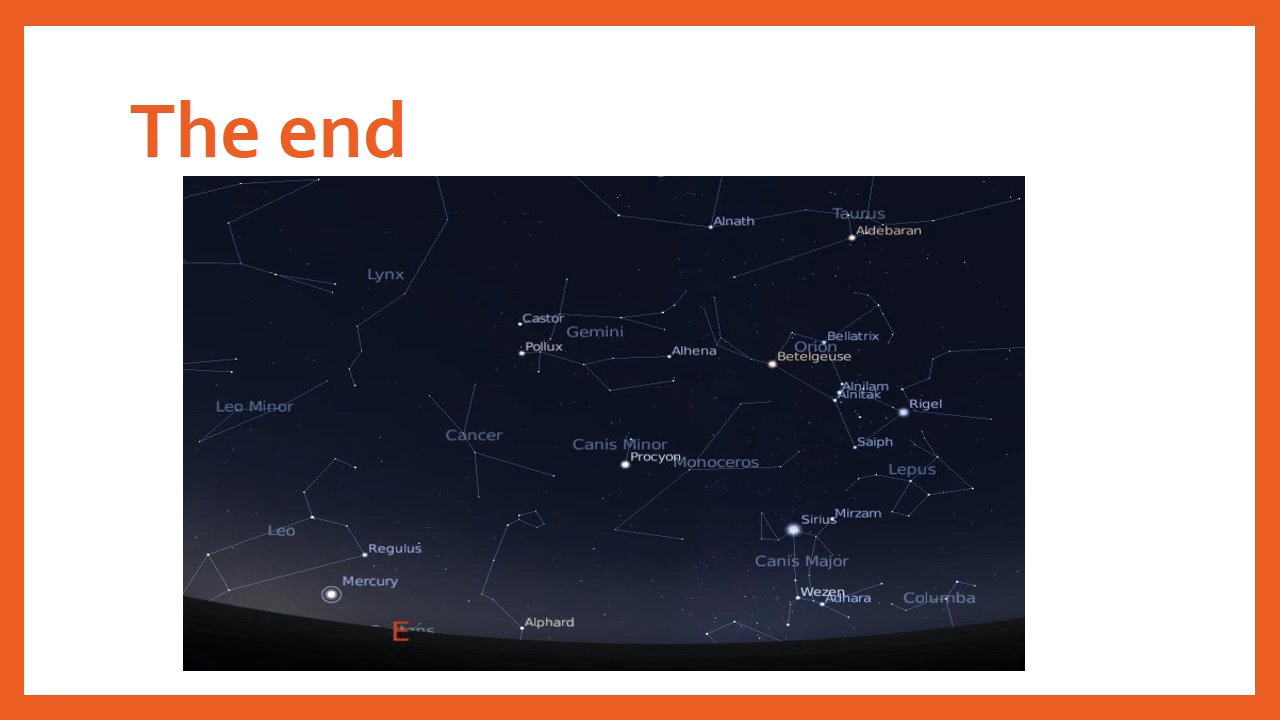 The end
Alnath
Taurus
Aldebaran
Lynx
Castor
Gemini
Pollux
Alhena
Bellatrix
Orion
Betelgeuse
Alnilam
Alnitak
Leo Minor
Rigel
Cancer
Canis Minor
Saiph
Procyon
Monoceros
Lepus
Sirius
Mirzam
Leo
Regulus
Canis Major
Mercury
Wezen
Adhara
Columba
Alphard
E